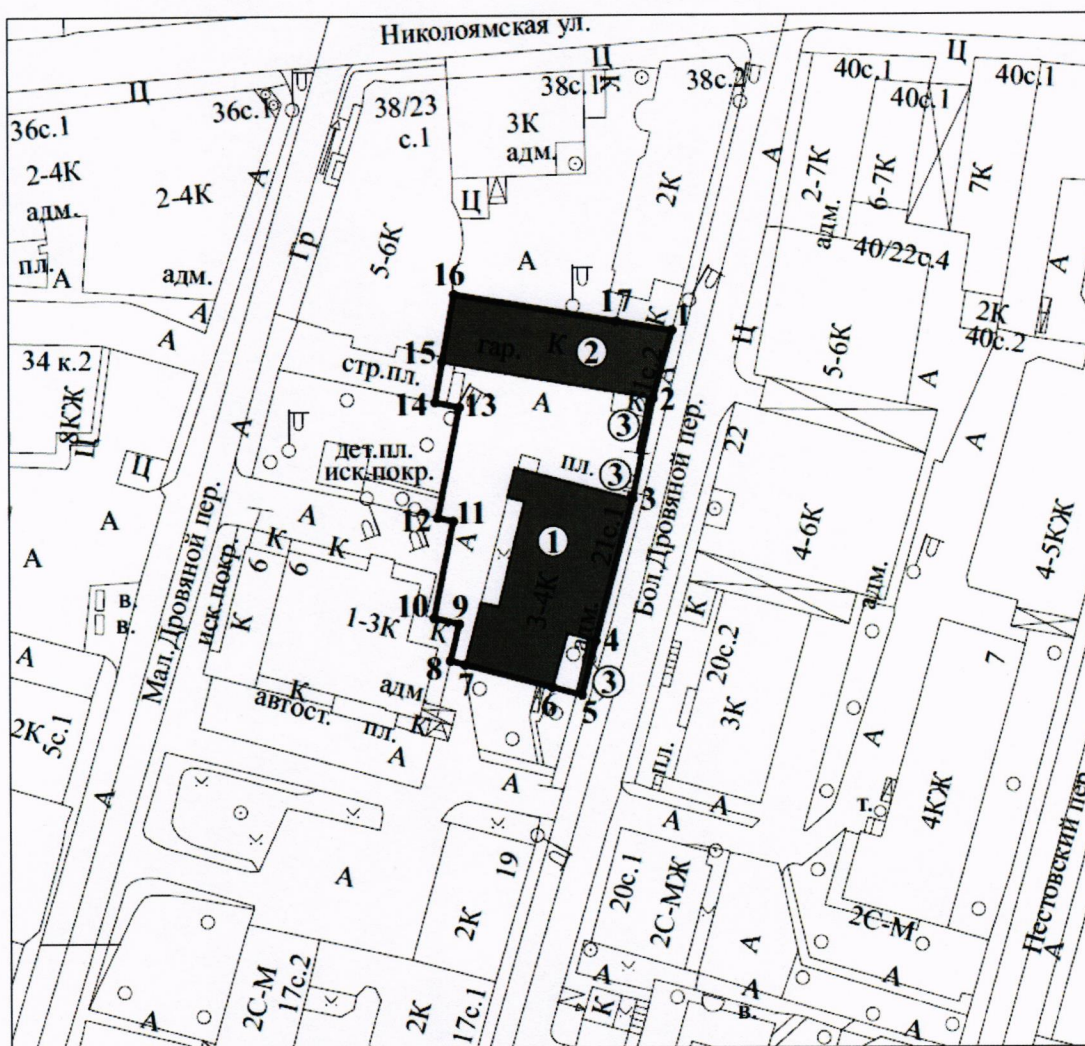 Николоямская ул.
Ц
Ц
Ц
36с.1
36с.1
38/23
с.1
38с.1
К
38с.2
40с.1
40с.1
40с.1
3К
адм.
2-4К
адм.
2-4К
адм.
А
А
2К
2-7К
адм.
6-7К
7К
Ц
Гр
5-6К
пл.
А
А
40/22с.4
А
2К
40с.2
16
17
1
К
Ц
5-6К
А
А
34 к.2
8КЖ
Ц
Ц
15
стр.пл.
гар.
К
2
21с.2
А
К
2
14
13
А
3
А
дет.пл.
иск.покр.
пл.
3
3
22
А
12
11
А
А
1
21с.1
4-6К
4-5КЖ
Бол.Дровяной пер.
Мал.Дровяной пер.
иск.покр.
К
К
К
6
6
А
в.
в.
10
9
К
1-3К
3-4К
адм.
4
адм.
К
20с.2
7
А
8
7
адм.
6
5
3
3К
К
автост.
пл.
К
А
пл.
2К
5с.1
А
А
А
А
А
т.
4КЖ
Пестовский пер.
А
19
2К
20с.1
2С-МЖ
А
2С-М
А
А
2С-М
17с.2
2К
17с.1
А
А
К
в.
А
А